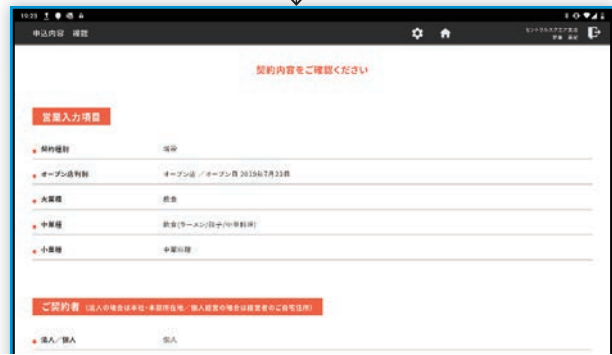 19:23
申込内容 確認
契約内容をご確認ください
営業入力項目
契約種別
オープン店判別
オープン店 ／オープン日 2019年7月23日
大業種
飲食
中業種
飲食(ラーメン/餃子/中華料理)
小業種
中華料理
ご契約者 (法人の場合は本社・本部所在地／個人経営の場合は経営者のご自宅住所)
法人／個人
個人